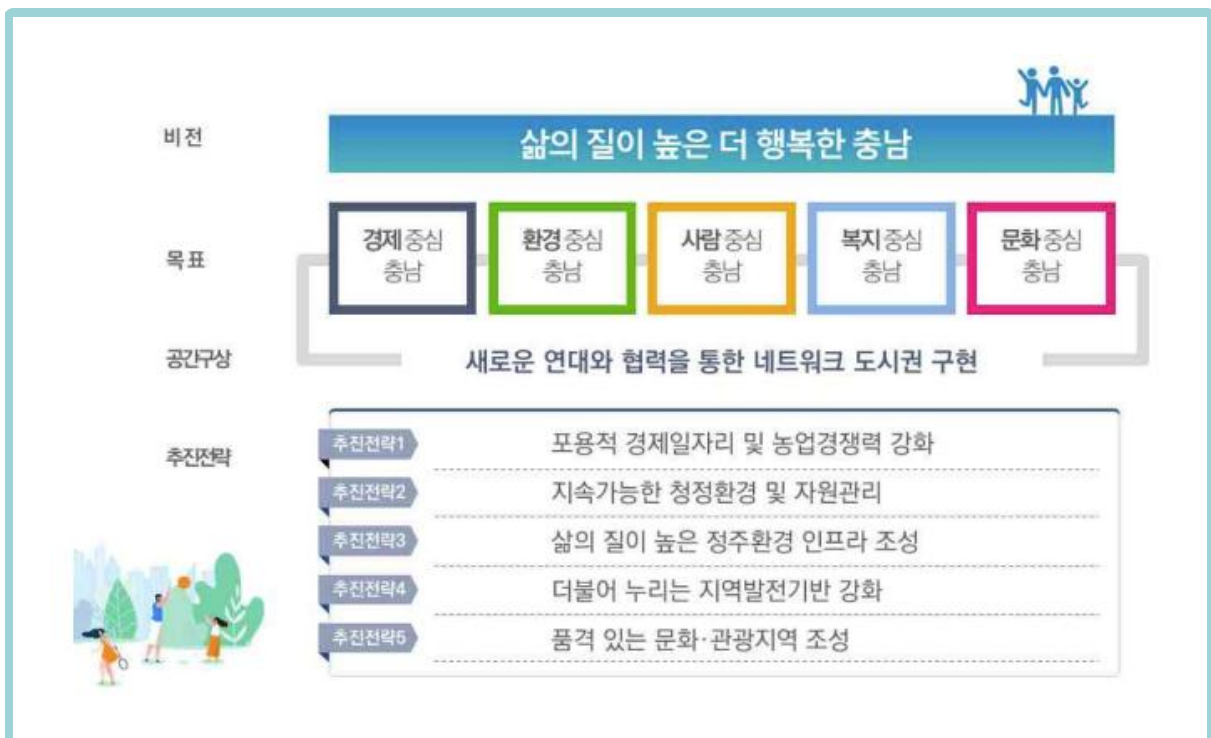 비전
삶의 질이 높은 더 행복한 충남
목표
경제 중심
충남
환경 중심
충남
사람 중심
충남
복지 중심
충남
문화 중심
충남
공간구상
새로운 연대와 협력을 통한 네트워크 도시권 구현
추진전략
추진전략1
포용적 경제일자리 및 농업경쟁력 강화
추진전략2
지속가능한 청정환경 및 자원관리
추진전략3
삶의 질이 높은 정주환경 인프라 조성
추진전략4
더불어 누리는 지역발전기반 강화
추진전략5
품격 있는 문화·관광지역 조성